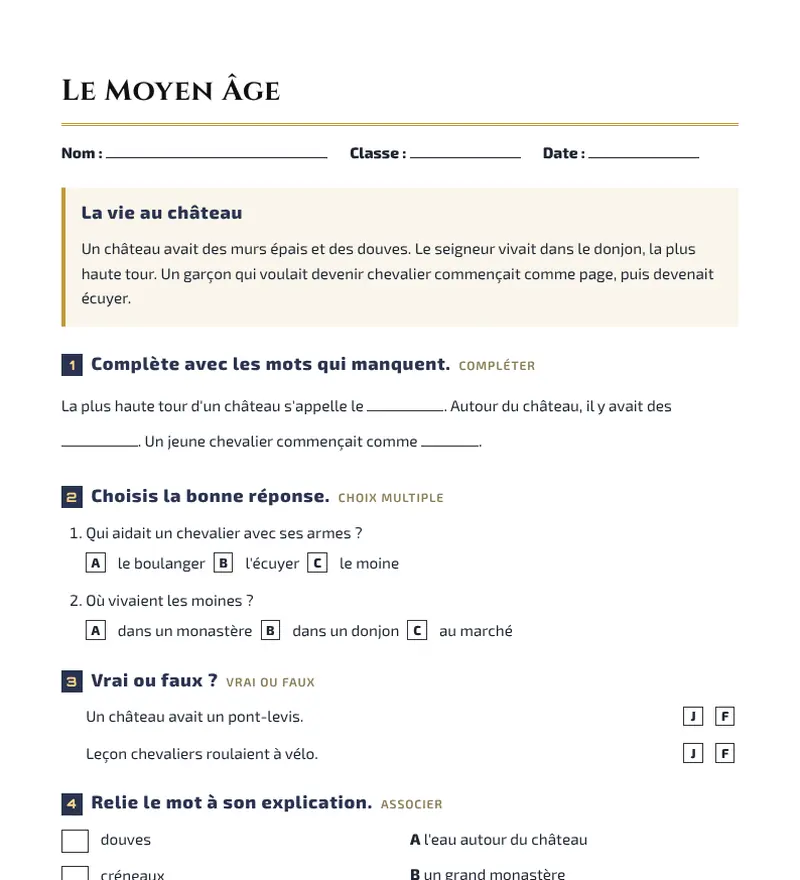 Le Moyen Âge
Nom : Classe : Date :
La vie au château
Un château avait des murs épais et des douves. Le seigneur vivait dans le donjon, la plus
haute tour. Un garçon qui voulait devenir chevalier commençait comme page, puis devenait
écuyer.
1 Complète avec les mots qui manquent. COMPLÉTER
La plus haute tour d'un château s'appelle le ________. Autour du château, il y avait des
________. Un jeune chevalier commençait comme ______.
2 Choisis la bonne réponse. CHOIX MULTIPLE
1. Qui aidait un chevalier avec ses armes ?
A le boulanger B l'écuyer C le moine
2. Où vivaient les moines ?
A dans un monastère B dans un donjon C au marché
3 Vrai ou faux ? VRAI OU FAUX
Un château avait un pont-levis. J F
Leçon chevaliers roulaient à vélo. J F
4 Relie le mot à son explication. ASSOCIER
douves A l'eau autour du château
créneaux B un grand monastère